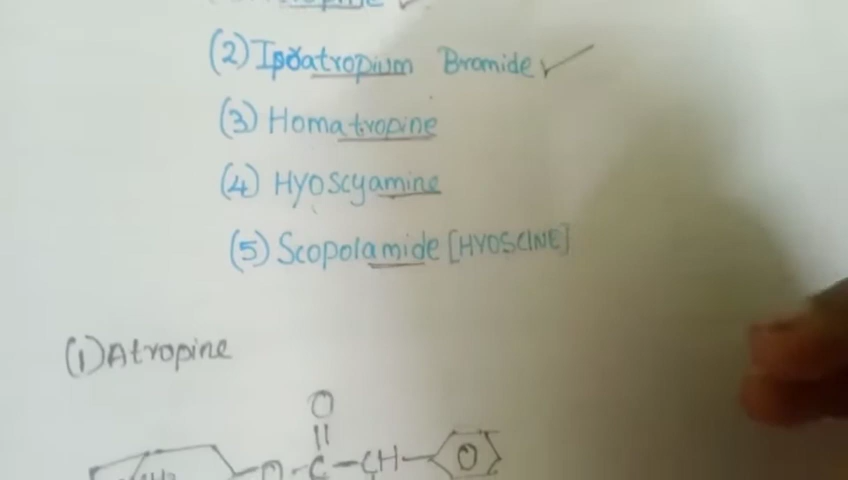 (2) Ipratropium Bromide
(3) Homatropine
(4) Hyoscyamine
(5) Scopolamide [HYOSCINE]
(1) Atropine
O
O-C-CH-